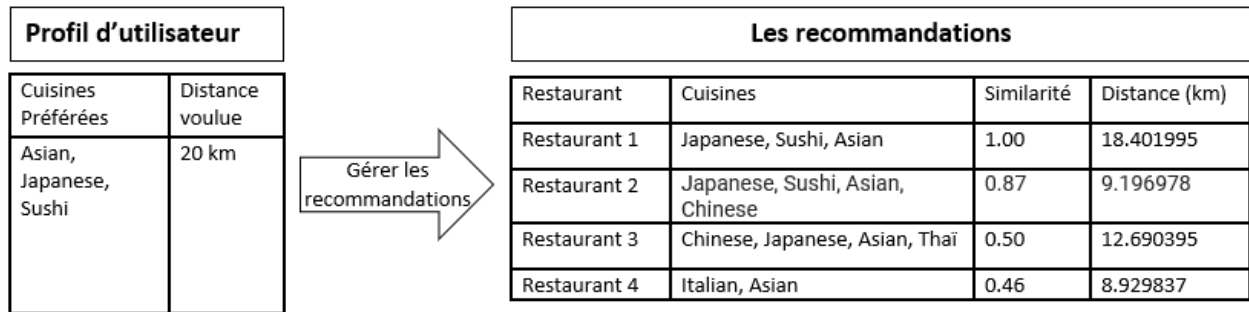 Profil d'utilisateur
Les recommandations
Cuisines
Préférées
Distance
voulue
Asian,
Japanese,
Sushi
20 km
Gérer les
recommandations
Restaurant Cuisines Similarité Distance (km)
Restaurant 1 Japanese, Sushi, Asian 1.00 18.401995
Restaurant 2 Japanese, Sushi, Asian, 0.87 9.196978
Chinese
Restaurant 3 Chinese, Japanese, Asian, Thaï 0.50 12.690395
Restaurant 4 Italian, Asian 0.46 8.929837